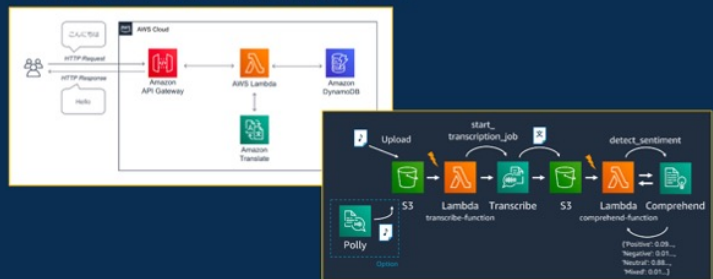 こんにちは
AWS Cloud
HTTP Request
HTTP Response
Hello
Amazon
API Gateway
AWS Lambda
Amazon
DynamoDB
Amazon
Translate
Upload
start_
transcription_job
文
detect_sentiment
S3
Lambda
Transcribe
S3
Lambda
Comprehend
transcribe-function
comprehend-function
Polly
Option
{'Positive': 0.09...,
'Negative': 0.01...,
'Neutral': 0.88...,
'Mixed': 0.01...}